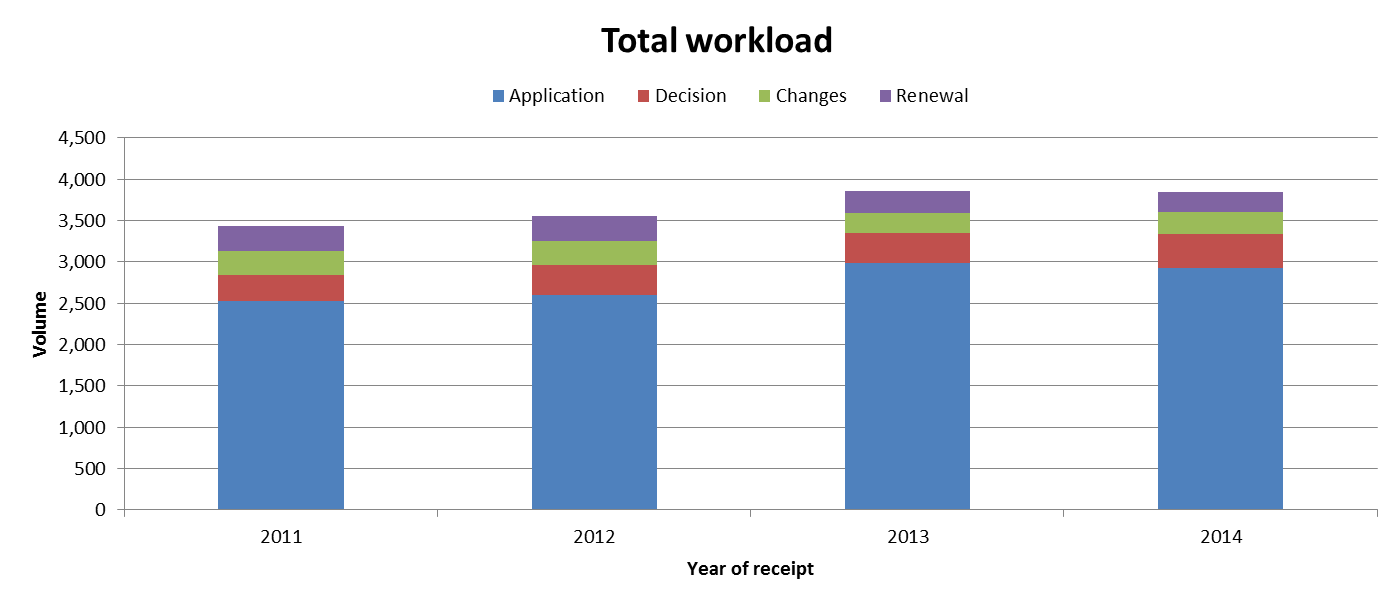 Total workload
Application Decision Changes Renewal
4,500
4,000
3,500
3,000
2,500
2,000
1,500
1,000
500
0
Volume
2011 2012 2013 2014
Year of receipt